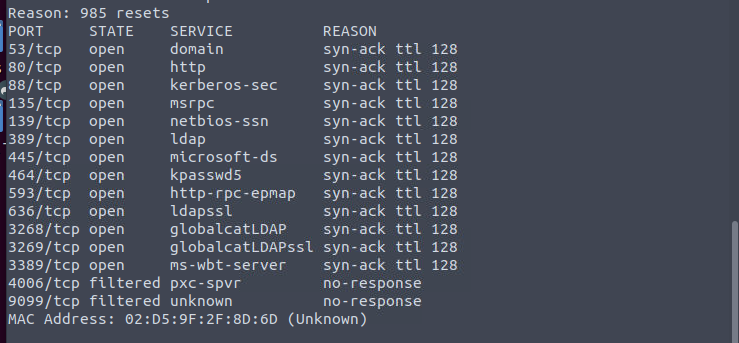 Reason: 985 resets
PORT     STATE    SERVICE          REASON
53/tcp   open     domain           syn-ack ttl 128
80/tcp   open     http             syn-ack ttl 128
88/tcp   open     kerberos-sec     syn-ack ttl 128
135/tcp  open     msrpc            syn-ack ttl 128
139/tcp  open     netbios-ssn      syn-ack ttl 128
389/tcp  open     ldap             syn-ack ttl 128
445/tcp  open     microsoft-ds     syn-ack ttl 128
464/tcp  open     kpasswd5         syn-ack ttl 128
593/tcp  open     http-rpc-epmap   syn-ack ttl 128
636/tcp  open     ldapssl          syn-ack ttl 128
3268/tcp open     globalcatLDAP    syn-ack ttl 128
3269/tcp open     globalcatLDAPssl syn-ack ttl 128
3389/tcp open     ms-wbt-server    syn-ack ttl 128
4006/tcp filtered pxc-spvr         no-response
9099/tcp filtered unknown          no-response
MAC Address: 02:D5:9F:2F:8D:6D (Unknown)